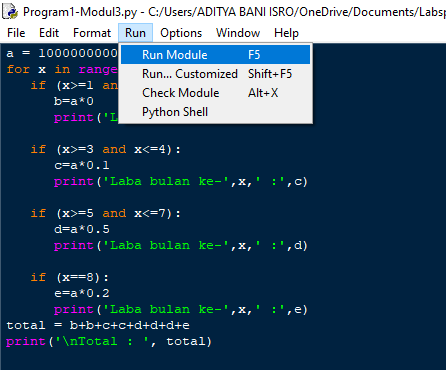 Program1-Modul3.py - C:/Users/ADITYA BANI ISRO/OneDrive/Documents/Labsp
File Edit Format Run Options Window Help
a = 1000000000
for x in range
Run Module F5
if (x>=1 an
Run... Customized Shift+F5
b=a*0
Check Module Alt+X
print('L
Python Shell
if (x>=3 and x<=4):
c=a*0.1
print('Laba bulan ke-',x,' :',c)
if (x>=5 and x<=7):
d=a*0.5
print('Laba bulan ke-',x,' :',d)
if (x==8):
e=a*0.2
print('Laba bulan ke-',x,' :',e)
total = b+b+c+c+d+d+d+e
print('\nTotal : ', total)